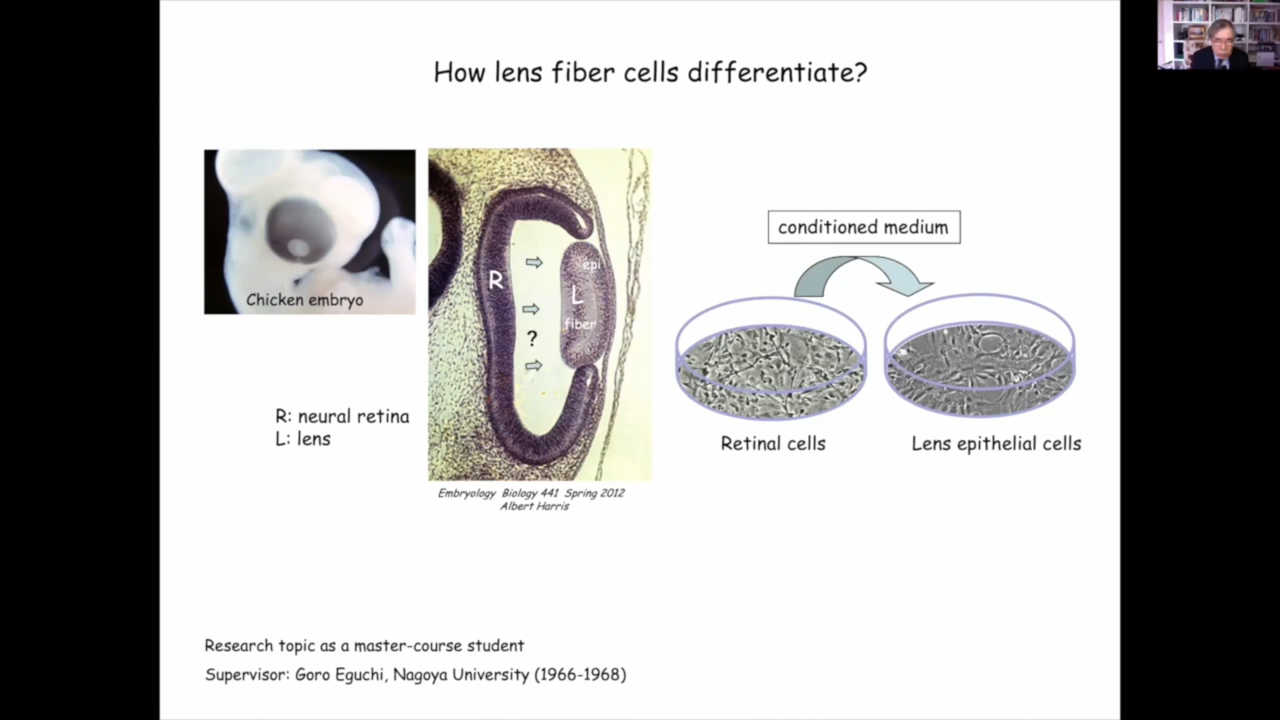 How lens fiber cells differentiate?
Chicken embryo
R
epi
L
fiber
?
R: neural retina
L: lens
Embryology Biology 441 Spring 2012
Albert Harris
conditioned medium
Retinal cells
Lens epithelial cells
Research topic as a master-course student
Supervisor: Goro Eguchi, Nagoya University (1966-1968)